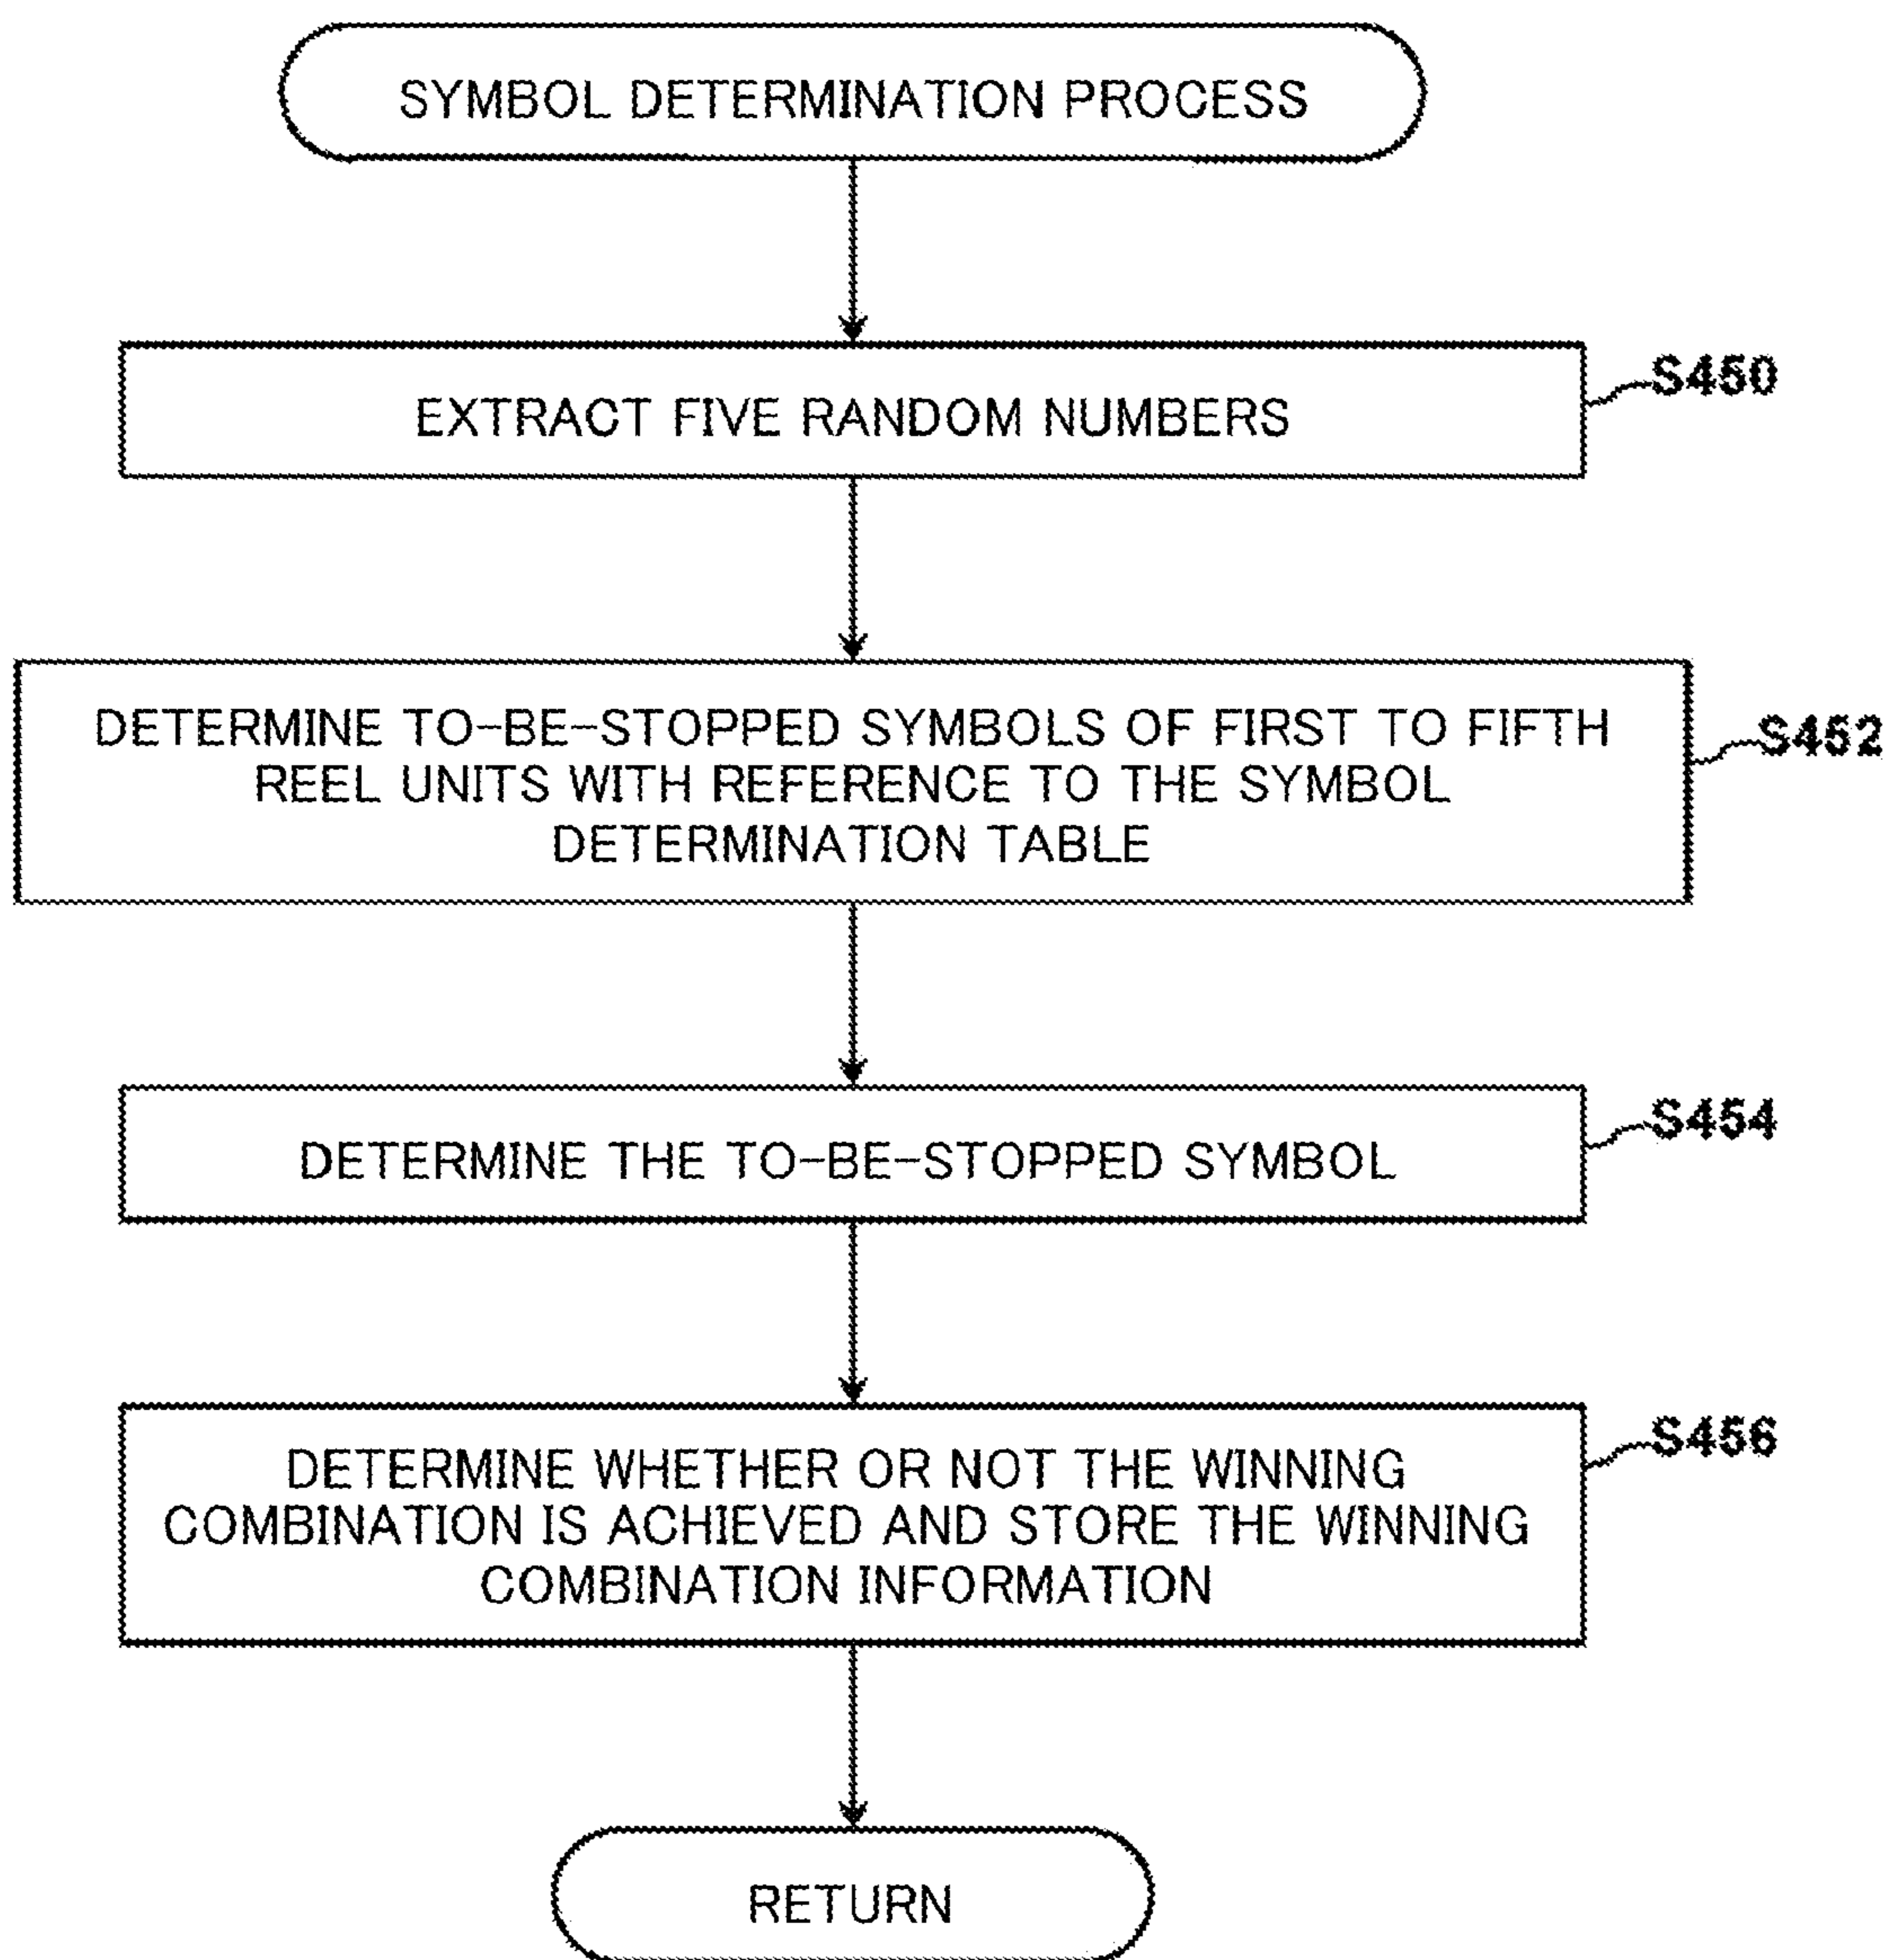 SYMBOL DETERMINATION PROCESS
EXTRACT FIVE RANDOM NUMBERS
S450
DETERMINE TO-BE-STOPPED SYMBOLS OF FIRST TO FIFTH
REEL UNITS WITH REFERENCE TO THE SYMBOL
DETERMINATION TABLE
S452
DETERMINE THE TO-BE-STOPPED SYMBOL
S454
DETERMINE WHETHER OR NOT THE WINNING
COMBINATION IS ACHIEVED AND STORE THE WINNING
COMBINATION INFORMATION
S456
RETURN